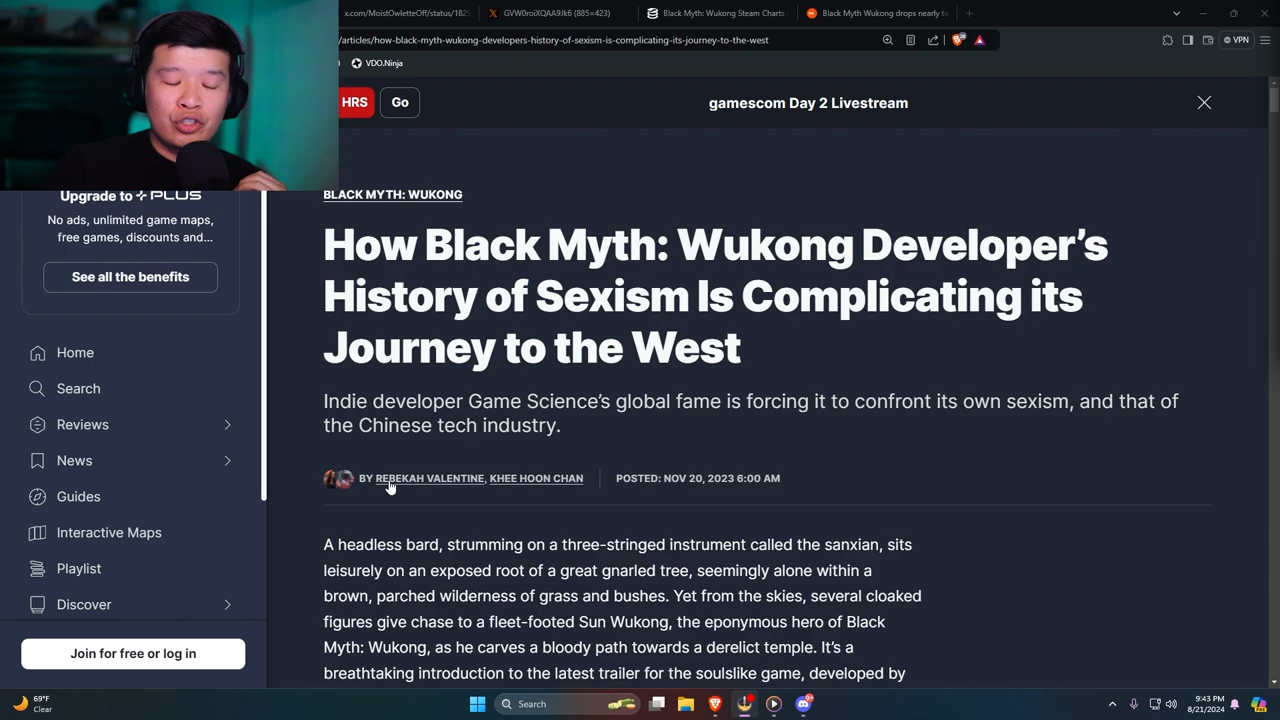 x.com/MoistOwletteOff/status/182
GVW0roiXQAA9Jk6 (885×423)
Black Myth: Wukong Steam Charts
Black Myth Wukong drops nearly tw
/articles/how-black-myth-wukong-developers-history-of-sexism-is-complicating-its-journey-to-the-west
VPN
VDO.Ninja
HRS
Go
gamescom Day 2 Livestream
Upgrade to PLUS
No ads, unlimited game maps,
free games, discounts and...
See all the benefits
Home
Search
Reviews
News
Guides
Interactive Maps
Playlist
Discover
Join for free or log in
BLACK MYTH: WUKONG
How Black Myth: Wukong Developer’s
History of Sexism Is Complicating its
Journey to the West
Indie developer Game Science’s global fame is forcing it to confront its own sexism, and that of
the Chinese tech industry.
BY REBEKAH VALENTINE, KHEE HOON CHAN
POSTED: NOV 20, 2023 6:00 AM
A headless bard, strumming on a three-stringed instrument called the sanxian, sits
leisurely on an exposed root of a great gnarled tree, seemingly alone within a
brown, parched wilderness of grass and bushes. Yet from the skies, several cloaked
figures give chase to a fleet-footed Sun Wukong, the eponymous hero of Black
Myth: Wukong, as he carves a bloody path towards a derelict temple. It’s a
breathtaking introduction to the latest trailer for the soulslike game, developed by
69°F
Clear
Search
9:43 PM
8/21/2024